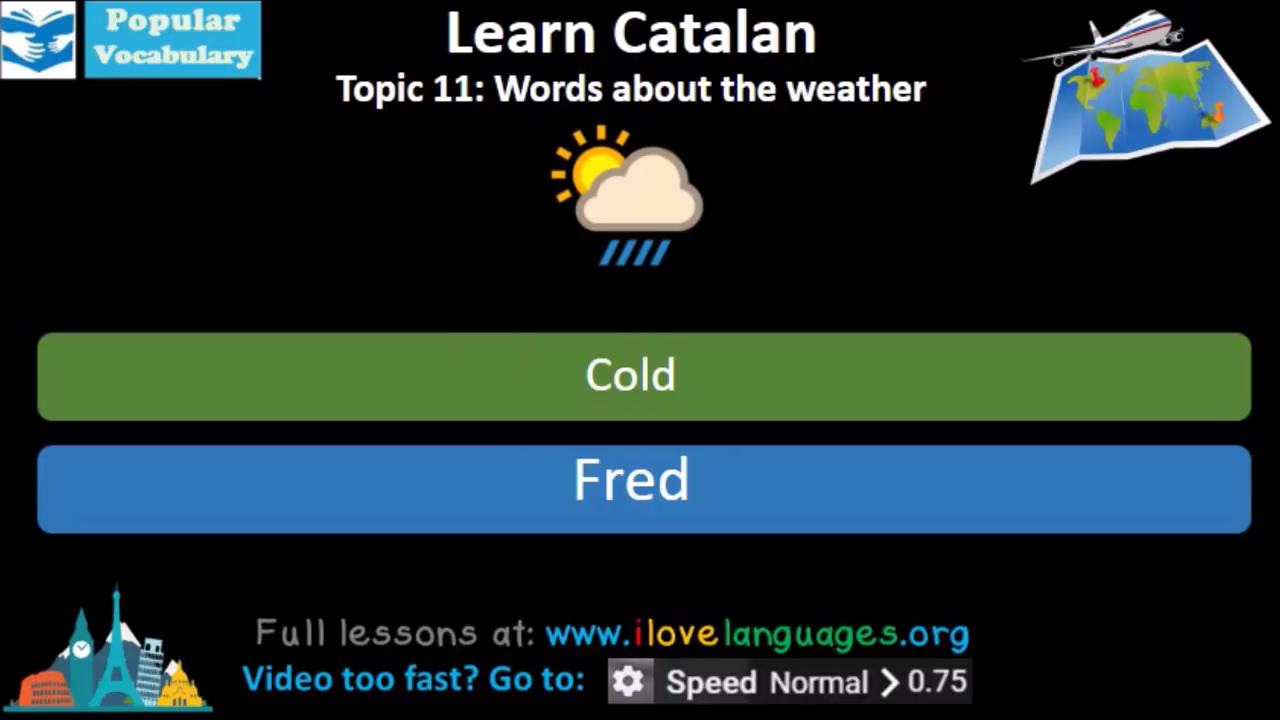 Popular
Vocabulary
Learn Catalan
Topic 11: Words about the weather
Cold
Fred
Full lessons at: www.ilovelanguages.org
Video too fast? Go to: Speed Normal > 0.75